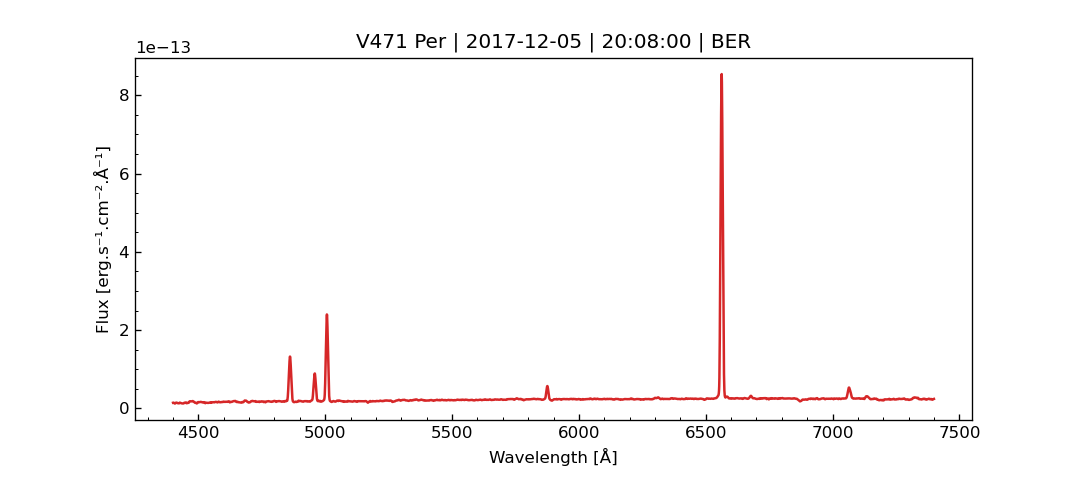 V471 Per | 2017-12-05 | 20:08:00 | BER
1e−13
8
6
4
2
0
Flux [erg.s⁻¹.cm⁻².Å⁻¹]
4500 5000 5500 6000 6500 7000 7500
Wavelength [Å]